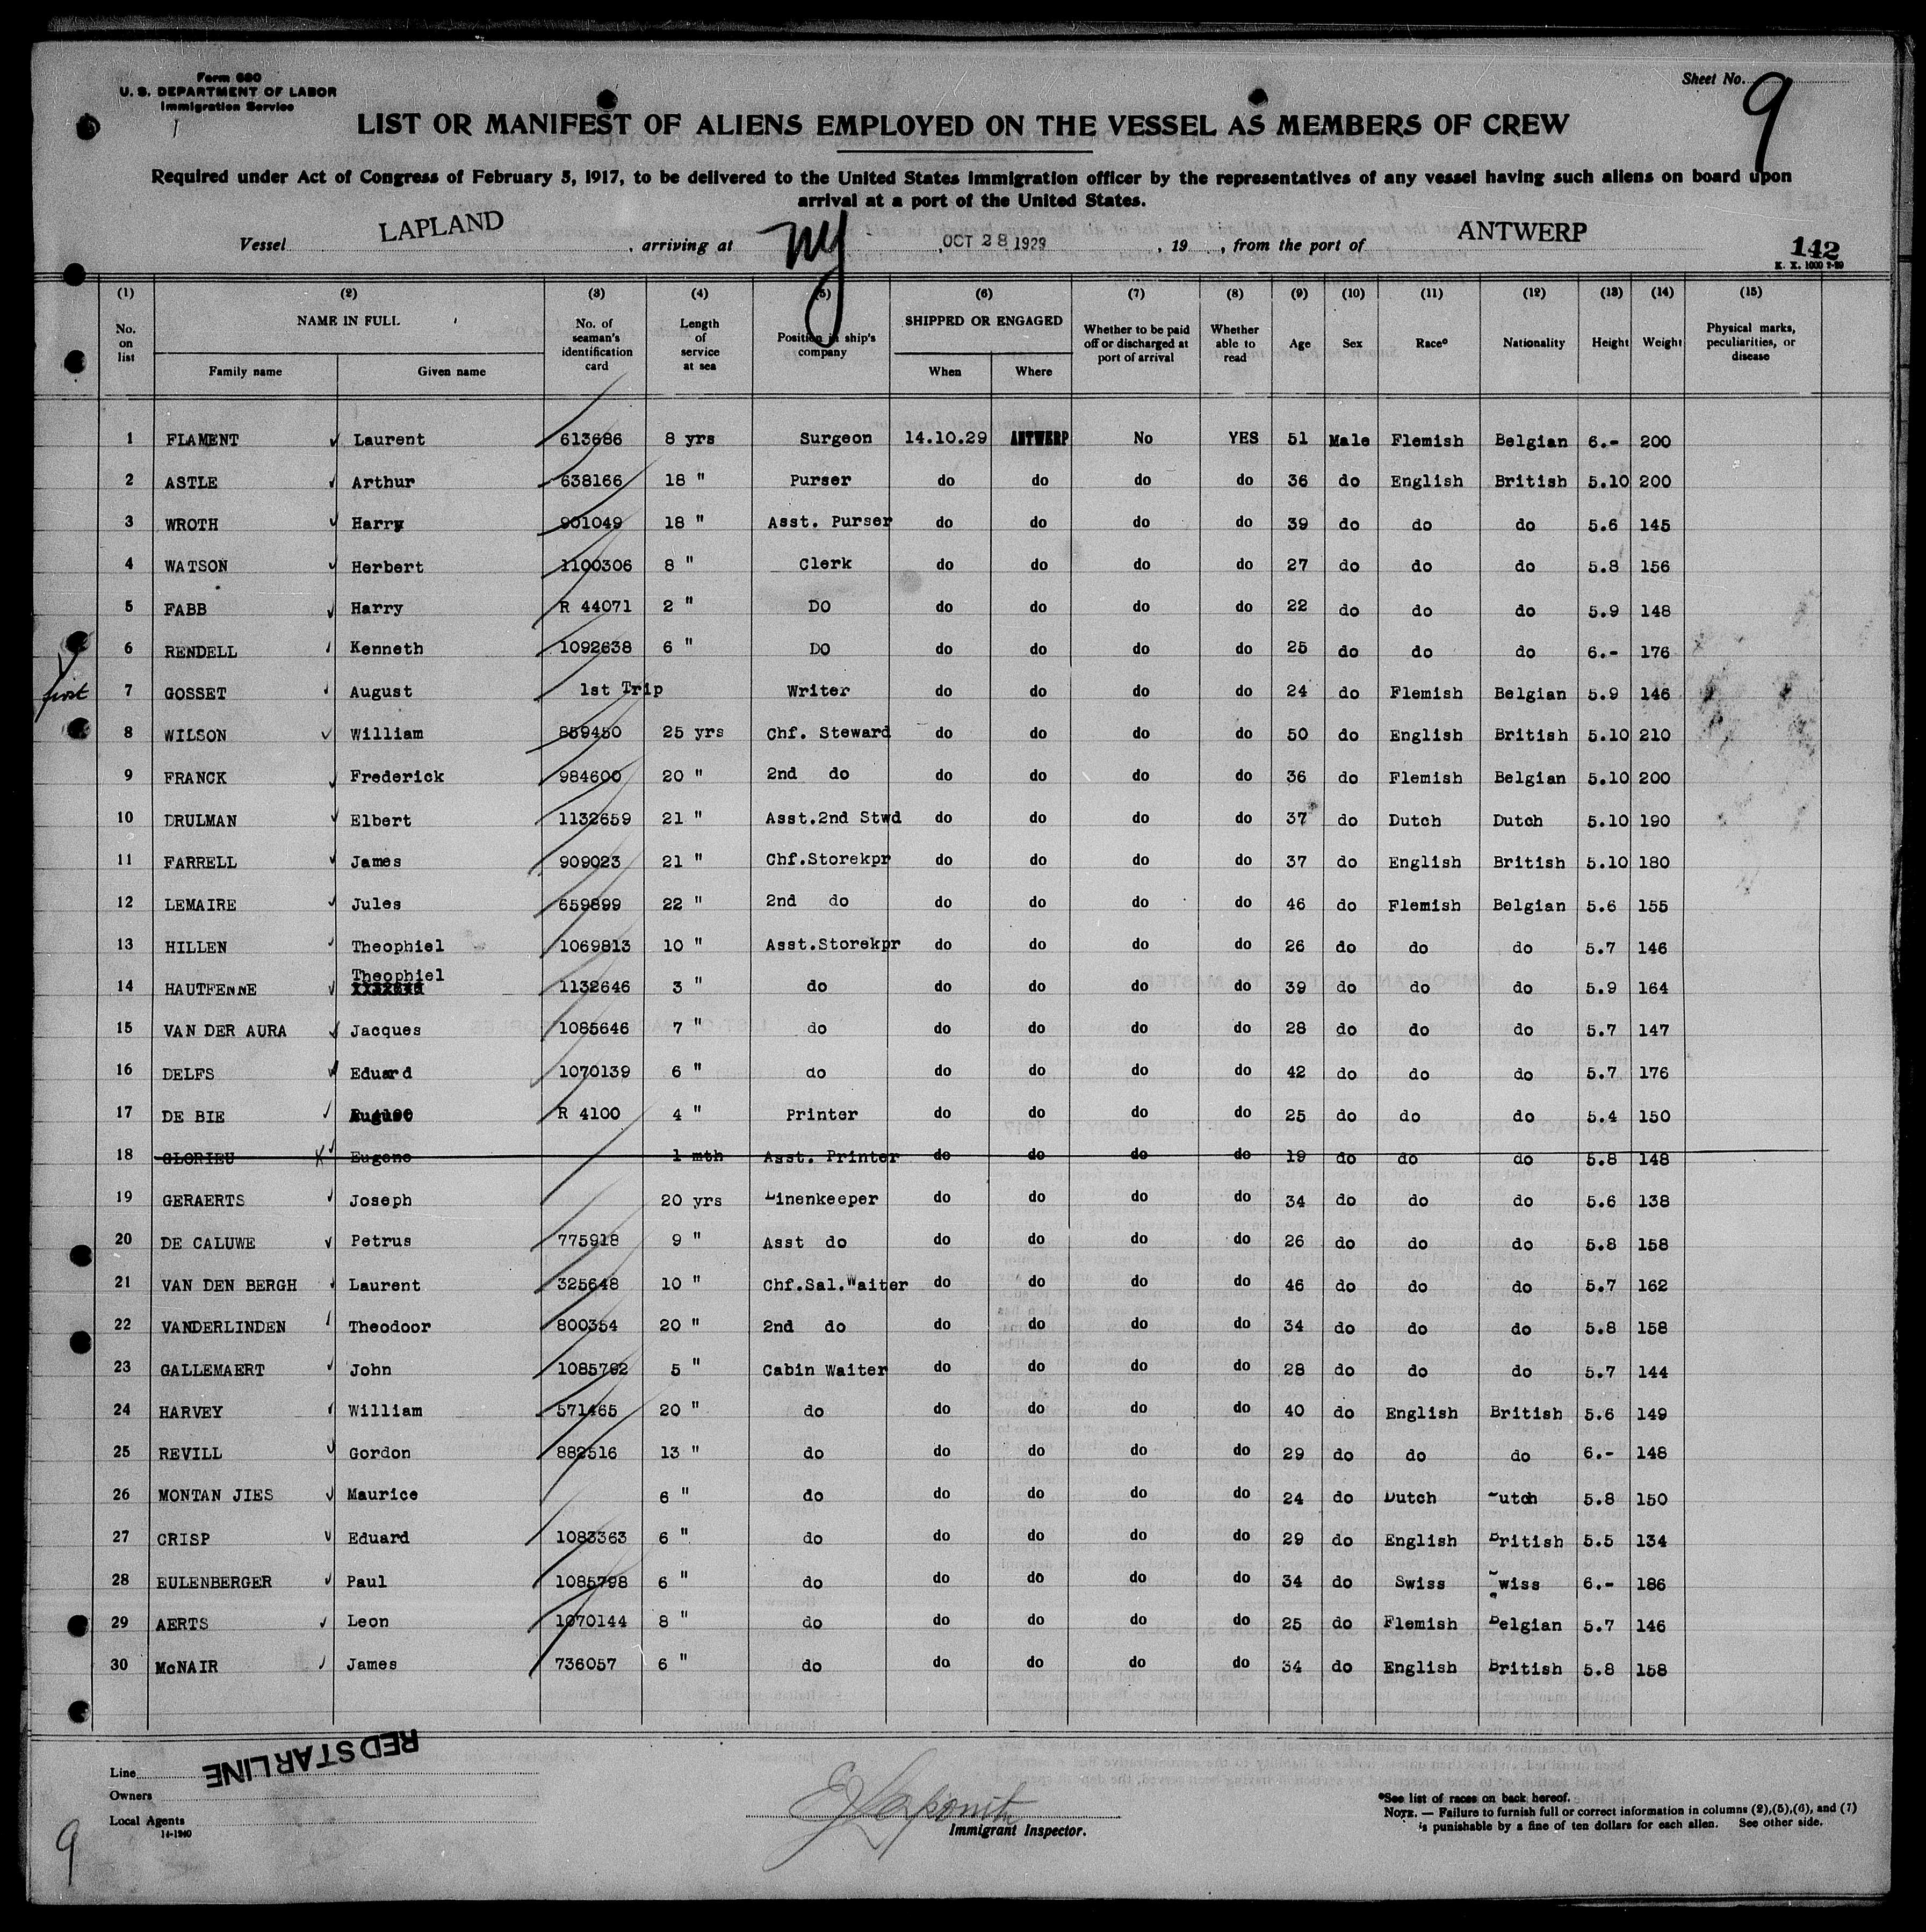 Form 680
U. S. DEPARTMENT OF LABOR
Immigration Service
Sheet No. 9
LIST OR MANIFEST OF ALIENS EMPLOYED ON THE VESSEL AS MEMBERS OF CREW
Required under Act of Congress of February 5, 1917, to be delivered to the United States immigration officer by the representatives of any vessel having such aliens on board upon
arrival at a port of the United States.
Vessel LAPLAND , arriving at NY OCT 28 1929 , 19 , from the port of ANTWERP
142
K. X. 1000 2-29
(1) (2) (3) (4) (5) (6) (7) (8) (9) (10) (11) (12) (13) (14) (15)
No. on list NAME IN FULL Family name Given name No. of seaman's identification card Length of service at sea Position in ship's company SHIPPED OR ENGAGED When Where Whether to be paid off or discharged at port of arrival Whether able to read Age Sex Race* Nationality Height Weight Physical marks, peculiarities, or disease
1 FLAMENT Laurent 613686 8 yrs Surgeon 14.10.29 ANTWERP No YES 51 Male Flemish Belgian 6.- 200
2 ASTLE Arthur 638166 18 " Purser do do do do 36 do English British 5.10 200
3 WROTH Harry 901049 18 " Asst. Purser do do do do 39 do do do 5.6 145
4 WATSON Herbert 1100306 8 " Clerk do do do do 27 do do do 5.8 156
5 FABB Harry R 44071 2 " DO do do do do 22 do do do 5.9 148
6 RENDELL Kenneth 1092638 6 " DO do do do do 25 do do do 6.- 176
first 7 GOSSET August 1st Trip Writer do do do do 24 do Flemish Belgian 5.9 146
8 WILSON William 859450 25 yrs Chf. Steward do do do do 50 do English British 5.10 210
9 FRANCK Frederick 984600 20 " 2nd do do do do do 36 do Flemish Belgian 5.10 200
10 DRULMAN Elbert 1132659 21 " Asst.2nd Stwd do do do do 37 do Dutch Dutch 5.10 190
11 FARRELL James 909023 21 " Chf.Storekpr do do do do 37 do English British 5.10 180
12 LEMAIRE Jules 659899 22 " 2nd do do do do do 46 do Flemish Belgian 5.6 155
13 HILLEN Theophiel 1069813 10 " Asst.Storekpr do do do do 26 do do do 5.7 146
14 HAUTFENNE Theophiel 1132646 3 " do do do do do 39 do do do 5.9 164
15 VAN DER AURA Jacques 1085646 7 " do do do do do 28 do do do 5.7 147
16 DELFS Eduard 1070139 6 " do do do do do 42 do do do 5.7 176
17 DE BIE August R 4100 4 " Printer do do do do 25 do do do 5.4 150
18 GLORIEU Eugene 1 mth Asst. Printer do do do do 19 do do do 5.8 148
19 GERAERTS Joseph 20 yrs Linenkeeper do do do do 34 do do do 5.6 138
20 DE CALUWE Petrus 775918 9 " Asst do do do do do 26 do do do 5.8 158
21 VAN DEN BERGH Laurent 325648 10 " Chf.Sal.Waiter do do do do 46 do do do 5.7 162
22 VANDERLINDEN Theodoor 800354 20 " 2nd do do do do do 34 do do do 5.8 158
23 GALLEMAERT John 1085792 5 " Cabin Waiter do do do do 28 do do do 5.7 144
24 HARVEY William 571465 20 " do do do do do 40 do English British 5.6 149
25 REVILL Gordon 882516 13 " do do do do do 29 do do do 6.- 148
26 MONTAN JIES Maurice 6 " do do do do do 24 do Dutch Dutch 5.8 150
27 CRISP Eduard 1083363 6 " do do do do do 29 do English British 5.5 134
28 EULENBERGER Paul 1085798 6 " do do do do do 34 do Swiss Swiss 6.- 186
29 AERTS Leon 1070144 8 " do do do do do 25 do Flemish Belgian 5.7 146
30 McNAIR James 736057 6 " do do do do do 34 do English British 5.8 158
Line RED STAR LINE
Owners
Local Agents
14-1240
9
Immigrant Inspector.
*See list of races on back hereof.
NOTE. — Failure to furnish full or correct information in columns (2),(5),(6), and (7)
is punishable by a fine of ten dollars for each alien. See other side.